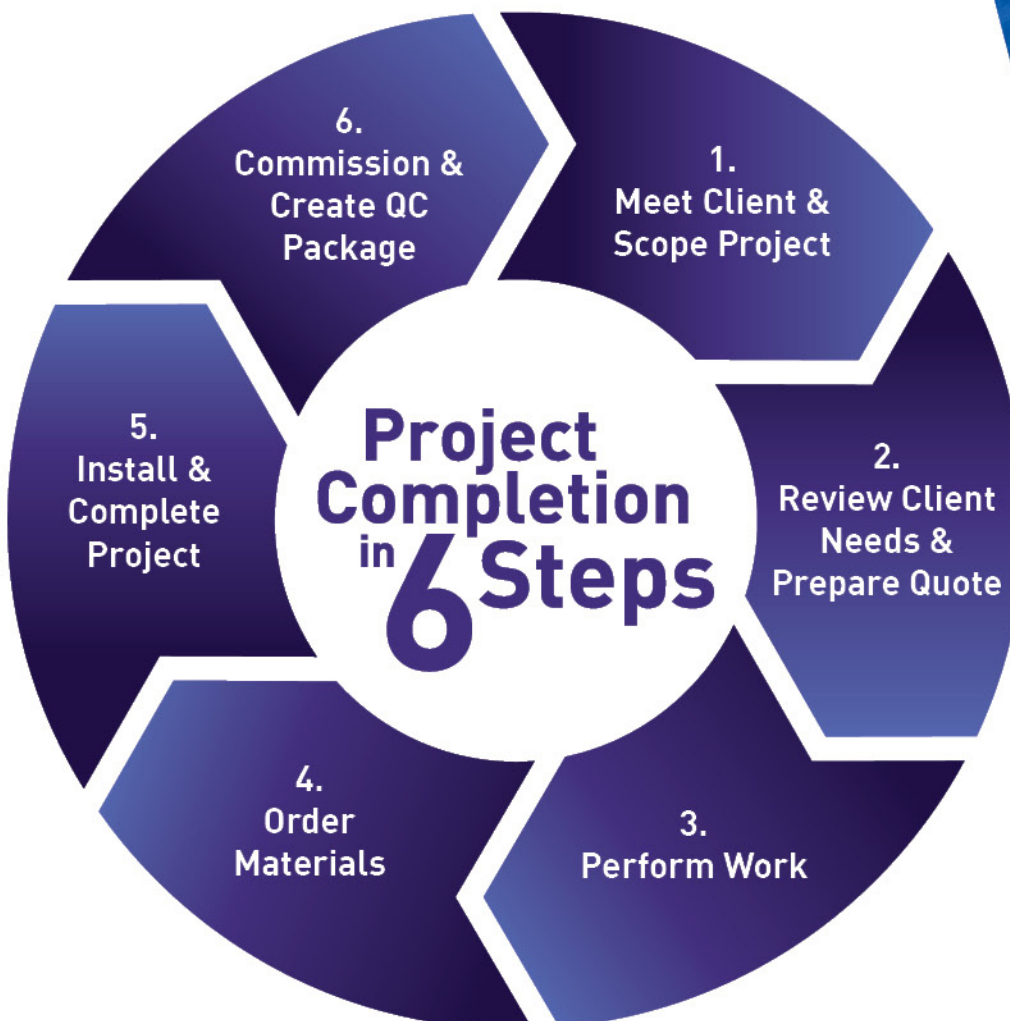 Project
Completion
in 6 Steps
1.
Meet Client &
Scope Project
2.
Review Client
Needs &
Prepare Quote
3.
Perform Work
4.
Order
Materials
5.
Install &
Complete
Project
6.
Commission &
Create QC
Package